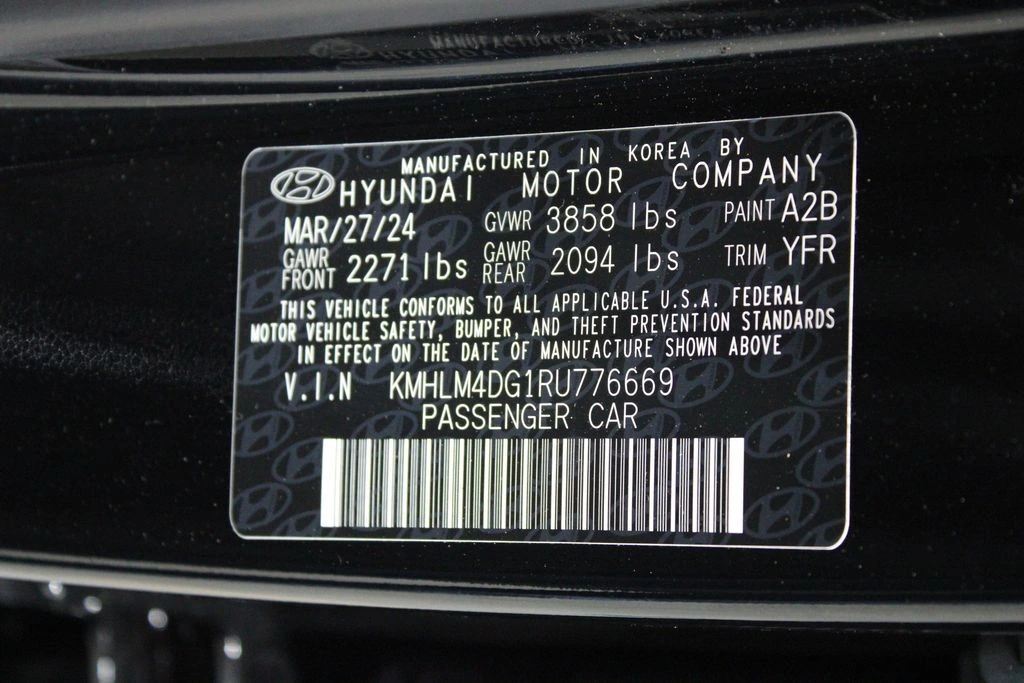 MANUFACTURED IN KOREA BY
HYUNDAI MOTOR COMPANY
MAR/27/24 GVWR 3858 lbs PAINT A2B
GAWR FRONT 2271 lbs GAWR REAR 2094 lbs TRIM YFR
THIS VEHICLE CONFORMS TO ALL APPLICABLE U.S.A. FEDERAL
MOTOR VEHICLE SAFETY, BUMPER, AND THEFT PREVENTION STANDARDS
IN EFFECT ON THE DATE OF MANUFACTURE SHOWN ABOVE
V.I.N KMHLM4DG1RU776669
PASSENGER CAR